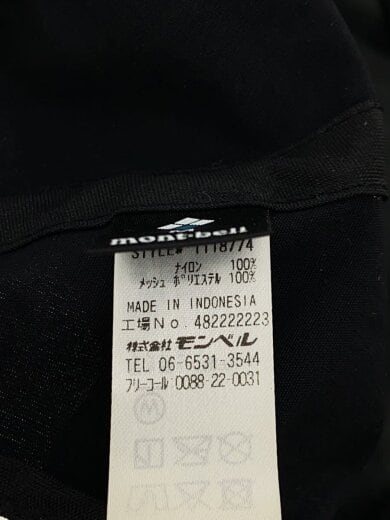 mont-bell
STYLE# 1118774
ナイロン 100%
メッシュ ポリエステル 100%
MADE IN INDONESIA
工場No. 482222223
株式会社 モンベル
TEL 06-6531-3544
フリーコール 0088-22-0031
W